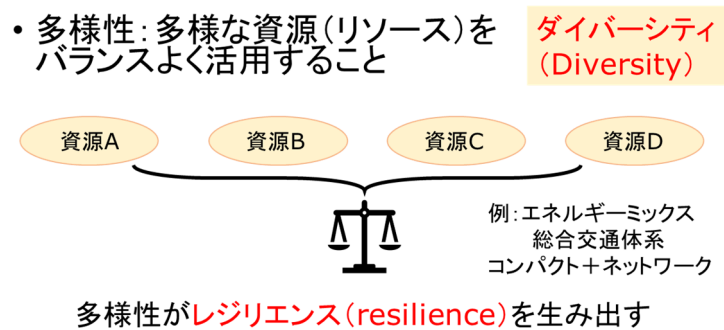 • 多様性：多様な資源（リソース）を
バランスよく活用すること
ダイバーシティ
（Diversity）
資源A
資源B
資源C
資源D
例：エネルギーミックス
総合交通体系
コンパクト＋ネットワーク
多様性がレジリエンス（resilience）を生み出す